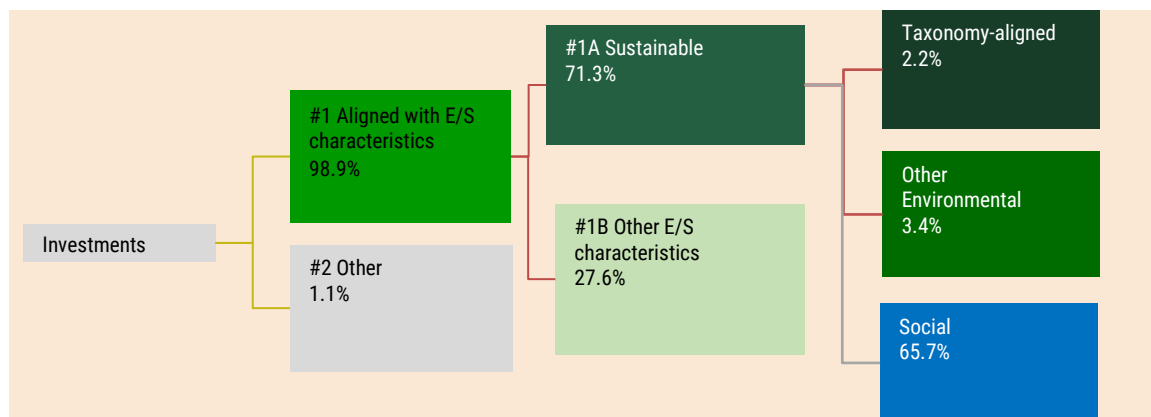 Investments
#1 Aligned with E/S
characteristics
98.9%
#2 Other
1.1%
#1A Sustainable
71.3%
#1B Other E/S
characteristics
27.6%
Taxonomy-aligned
2.2%
Other
Environmental
3.4%
Social
65.7%